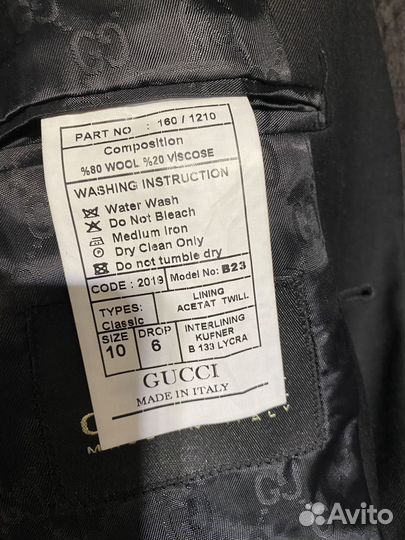 PART NO : 160 / 1210
Composition
%80 WOOL %20 VISCOSE
WASHING INSTRUCTION
Water Wash
Do Not Bleach
Medium Iron
Dry Clean Only
Do not tumble dry
CODE : 2019 Model No: B23
TYPES: Classic
LINING
ACETAT TWILL
SIZE 10
DROP 6
INTERLINING
KUFNER
B 133 LYCRA
GUCCI
MADE IN ITALY
Avito